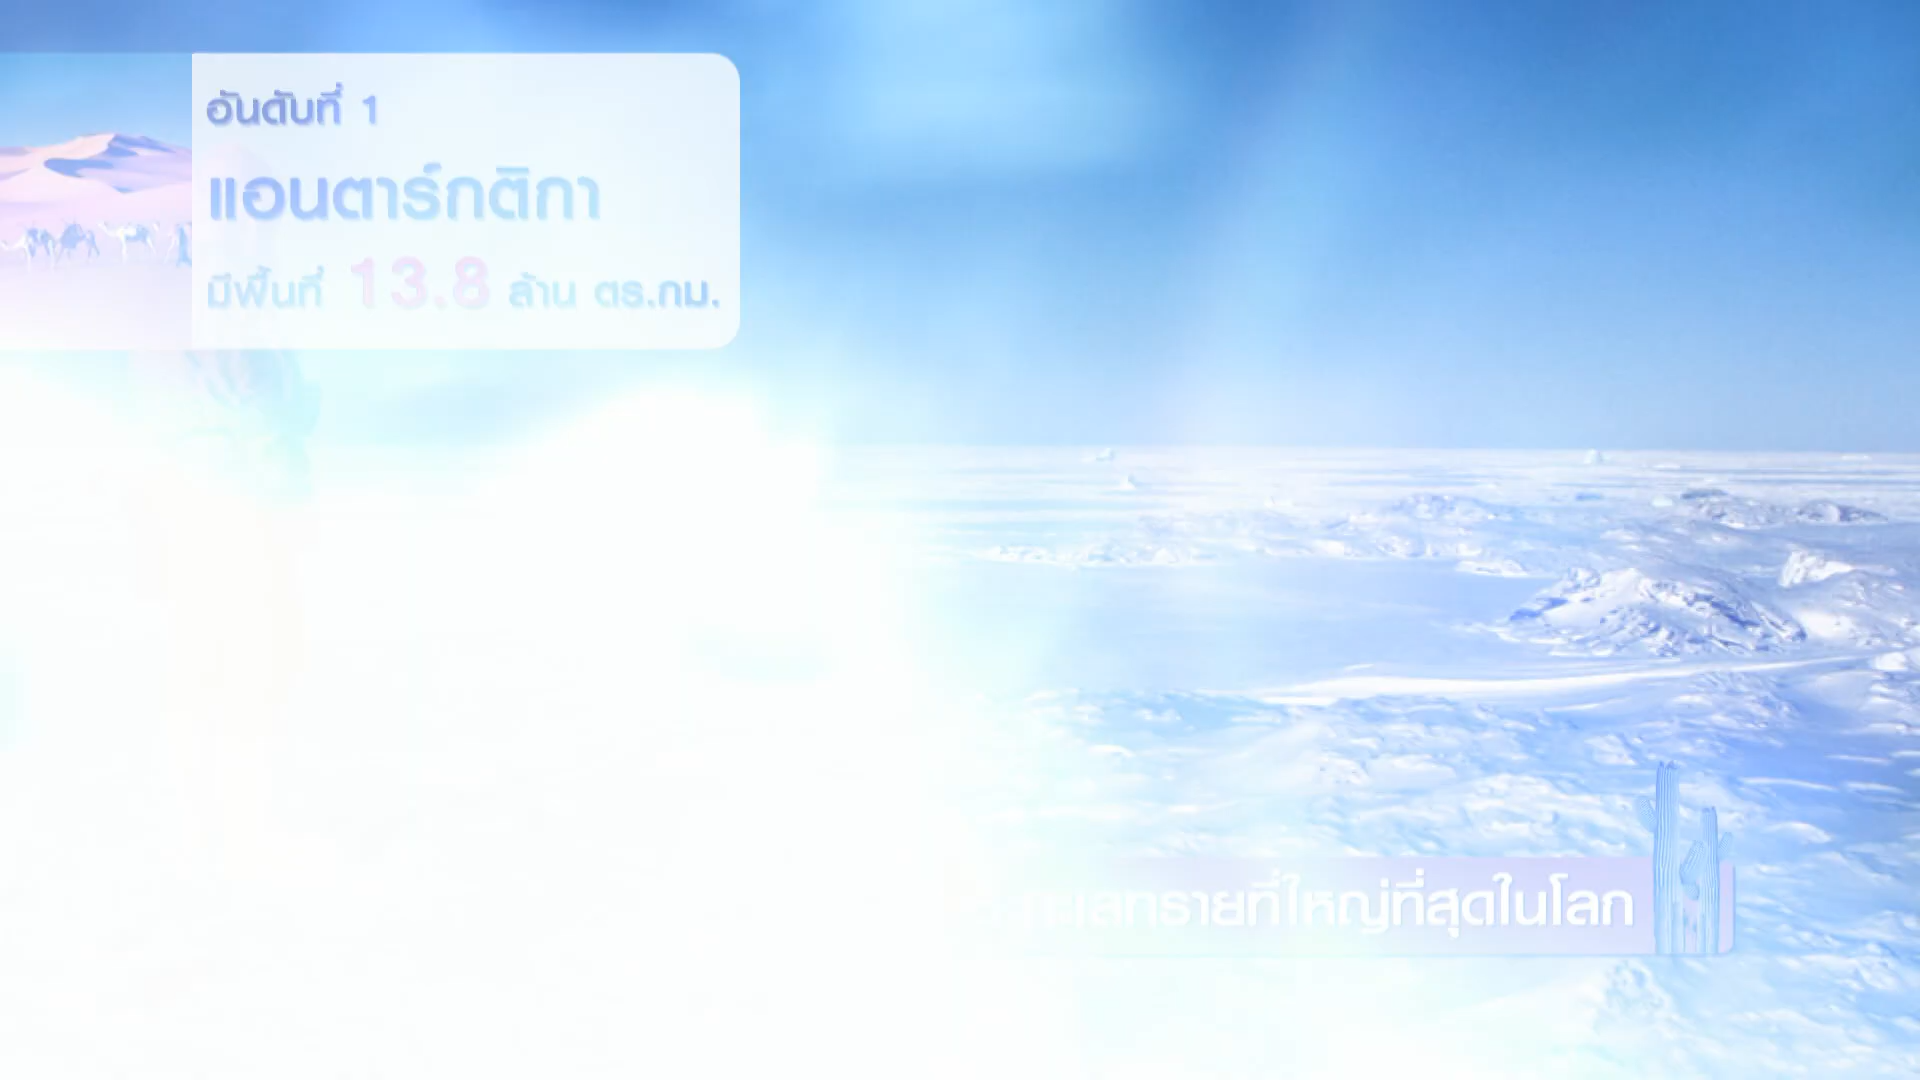 อันดับที่ 1
แอนตาร์กติกา
มีพื้นที่ 13.8 ล้าน ตร.กม.
ทะเลทรายที่ใหญ่ที่สุดในโลก